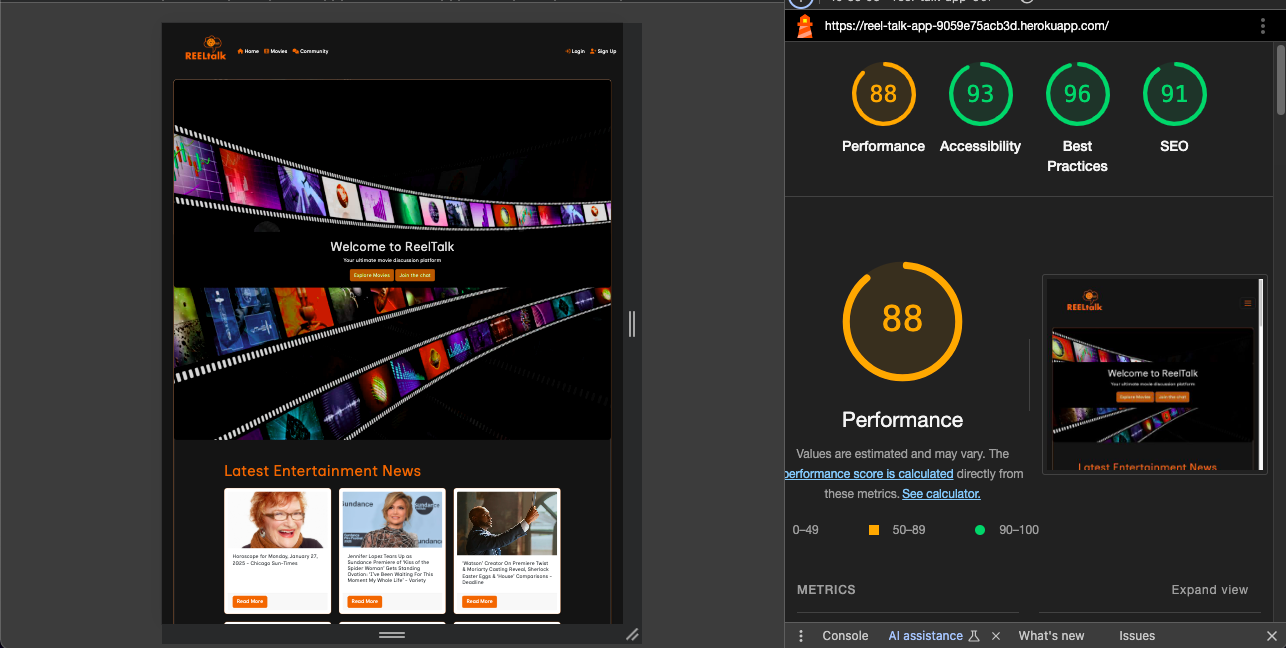 https://reel-talk-app-9059e75acb3d.herokuapp.com/
REELtalk
Home Movies Community
Login Sign Up
Welcome to ReelTalk
Your ultimate movie discussion platform
Explore Movies Join the chat
Latest Entertainment News
Horoscope for Monday, January 27,
2025 - Chicago Sun-Times
Read More
sundance
Sundance
Jennifer Lopez Tears Up as
Sundance Premiere of 'Kiss of the
Spider Woman' Gets Standing
Ovation: 'I've Been Waiting For This
Moment My Whole Life' - Variety
Read More
'Watson' Creator On Premiere Twist
& Moriarty Casting Reveal, Sherlock
Easter Eggs & 'House' Comparisons -
Deadline
Read More
88
93
96
91
Performance
Accessibility
Best
Practices
SEO
88
Performance
Values are estimated and may vary. The
performance score is calculated directly from
these metrics. See calculator.
0–49
50–89
90–100
REELtalk
Welcome to ReelTalk
Your ultimate movie discussion platform
Explore Movies Join the chat
Latest Entertainment News
METRICS
Expand view
Console
AI assistance
What's new
Issues